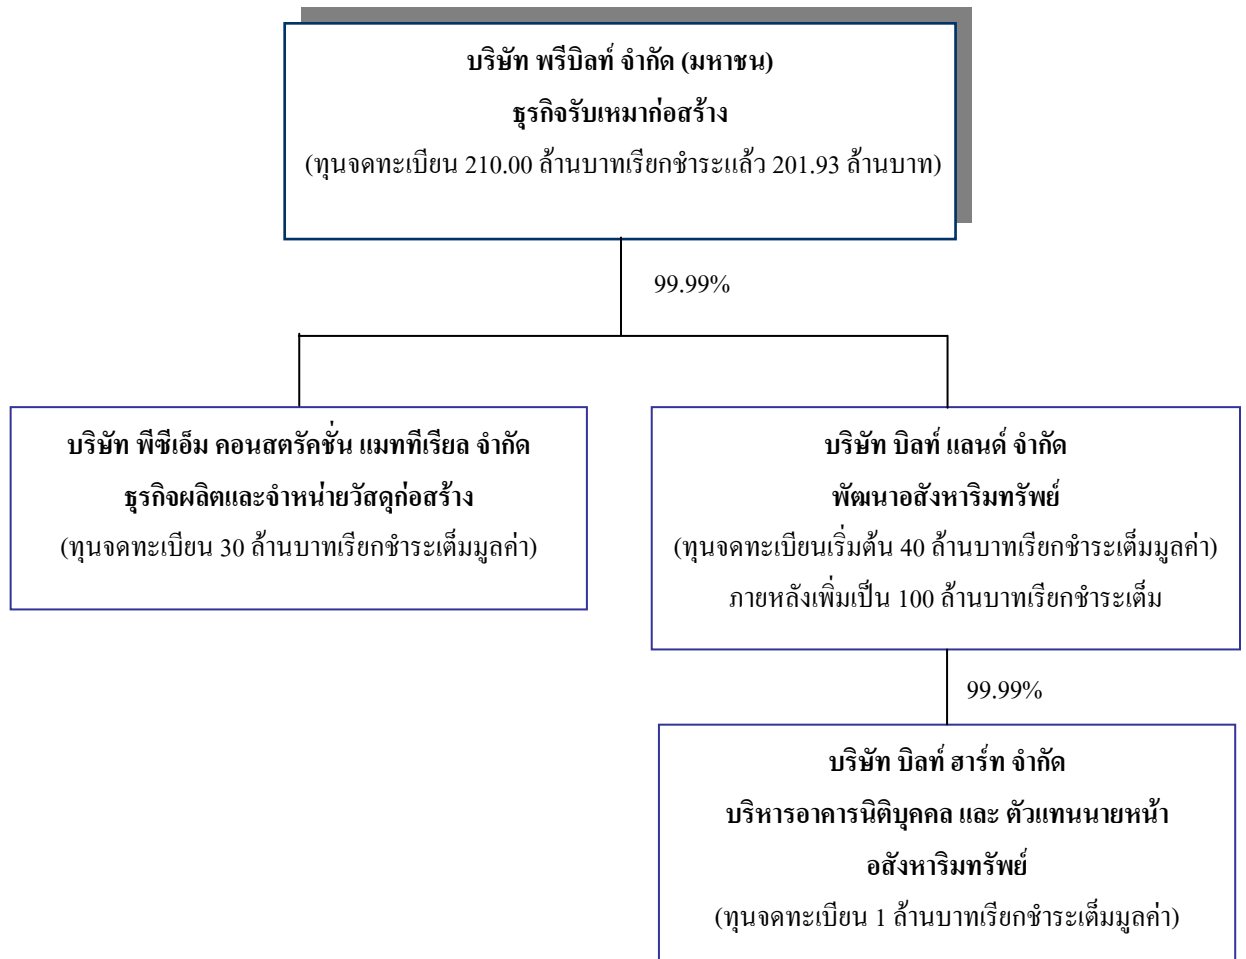 บริษัท พรีบิลท์ จำกัด (มหาชน)
ธุรกิจรับเหมาก่อสร้าง
(ทุนจดทะเบียน 210.00 ล้านบาทเรียกชำระแล้ว 201.93 ล้านบาท)
99.99%
บริษัท พีซีเอ็ม คอนสตรัคชั่น แมททีเรียล จำกัด
ธุรกิจผลิตและจำหน่ายวัสดุก่อสร้าง
(ทุนจดทะเบียน 30 ล้านบาทเรียกชำระเต็มมูลค่า)
บริษัท บิลท์ แลนด์ จำกัด
พัฒนาอสังหาริมทรัพย์
(ทุนจดทะเบียนเริ่มต้น 40 ล้านบาทเรียกชำระเต็มมูลค่า)
ภายหลังเพิ่มเป็น 100 ล้านบาทเรียกชำระเต็ม
99.99%
บริษัท บิลท์ ฮาร์ท จำกัด
บริหารอาคารนิติบุคคล และ ตัวแทนนายหน้า
อสังหาริมทรัพย์
(ทุนจดทะเบียน 1 ล้านบาทเรียกชำระเต็มมูลค่า)